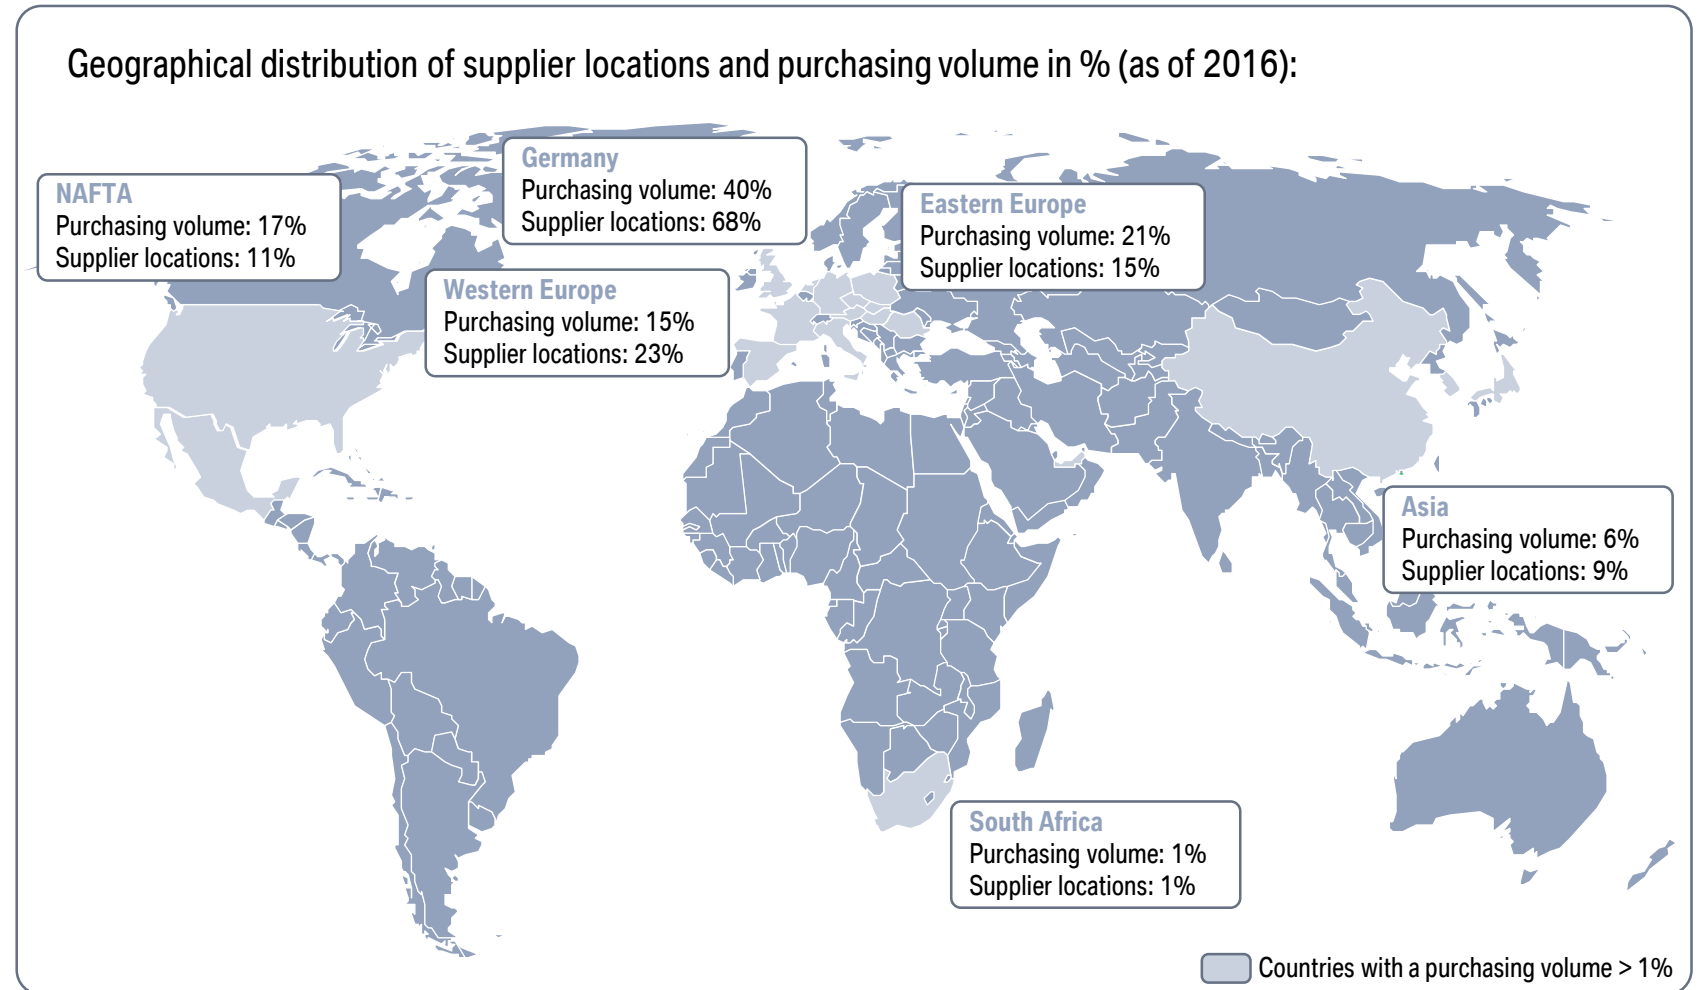 Geographical distribution of supplier locations and purchasing volume in % (as of 2016):
Germany
Purchasing volume: 40%
Supplier locations: 68%
NAFTA
Purchasing volume: 17%
Supplier locations: 11%
Eastern Europe
Purchasing volume: 21%
Supplier locations: 15%
Western Europe
Purchasing volume: 15%
Supplier locations: 23%
Asia
Purchasing volume: 6%
Supplier locations: 9%
South Africa
Purchasing volume: 1%
Supplier locations: 1%
Countries with a purchasing volume > 1%